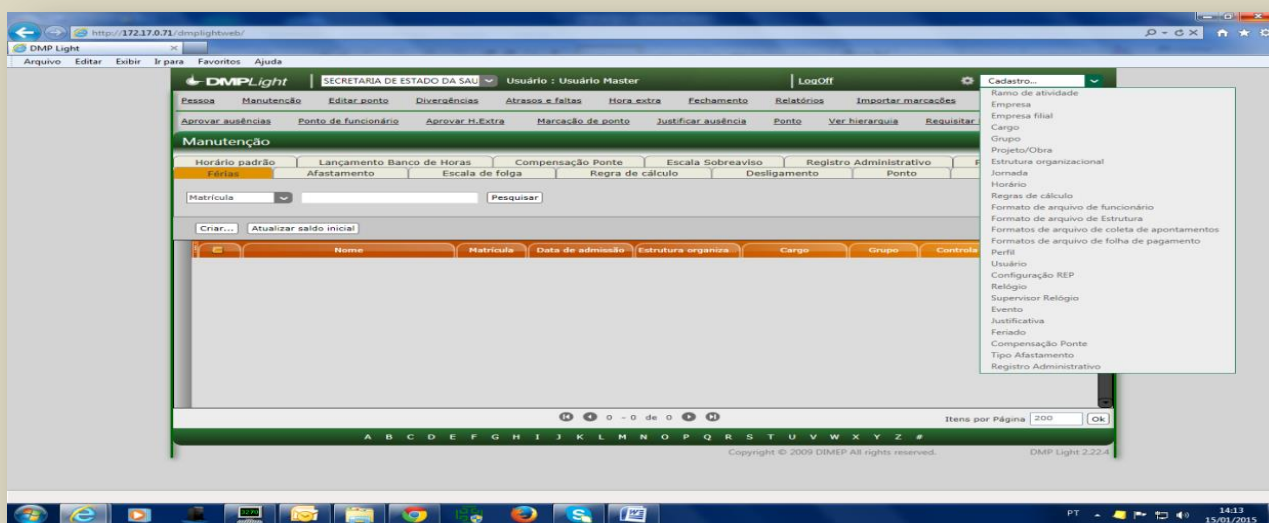 http://172.17.0.71/dmplightweb/
DMP Light
Arquivo Editar Exibir Ir para Favoritos Ajuda
DMPLight SECRETARIA DE ESTADO DA SAU Usuário : Usuário Master LogOff Cadastro...
Pessoa Manutenção Editar ponto Divergências Atrasos e faltas Hora extra Fechamento Relatórios Importar marcações
Aprovar ausências Ponto de funcionário Aprovar H.Extra Marcação de ponto Justificar ausência Ponto Ver hierarquia Requisitar
Manutenção
Horário padrão Lançamento Banco de Horas Compensação Ponte Escala Sobreaviso Registro Administrativo
Férias Afastamento Escala de folga Regra de cálculo Desligamento Ponto
Matrícula Pesquisar
Criar... Atualizar saldo inicial
Nome Matrícula Data de admissão Estrutura organiza Cargo Grupo Controla
Ramo de atividade
Empresa
Empresa filial
Cargo
Grupo
Projeto/Obra
Estrutura organizacional
Jornada
Horário
Regras de cálculo
Formato de arquivo de funcionário
Formato de arquivo de Estrutura
Formatos de arquivo de coleta de apontamentos
Formatos de arquivo de folha de pagamento
Perfil
Usuário
Configuração REP
Relógio
Supervisor Relógio
Evento
Justificativa
Feriado
Compensação Ponte
Tipo Afastamento
Registro Administrativo
0 - 0 de 0 Itens por Página 200 Ok
A B C D E F G H I J K L M N O P Q R S T U V W X Y Z #
Copyright © 2009 DIMEP All rights reserved. DMP Light 2.22.4
PT 14:13
15/01/2015